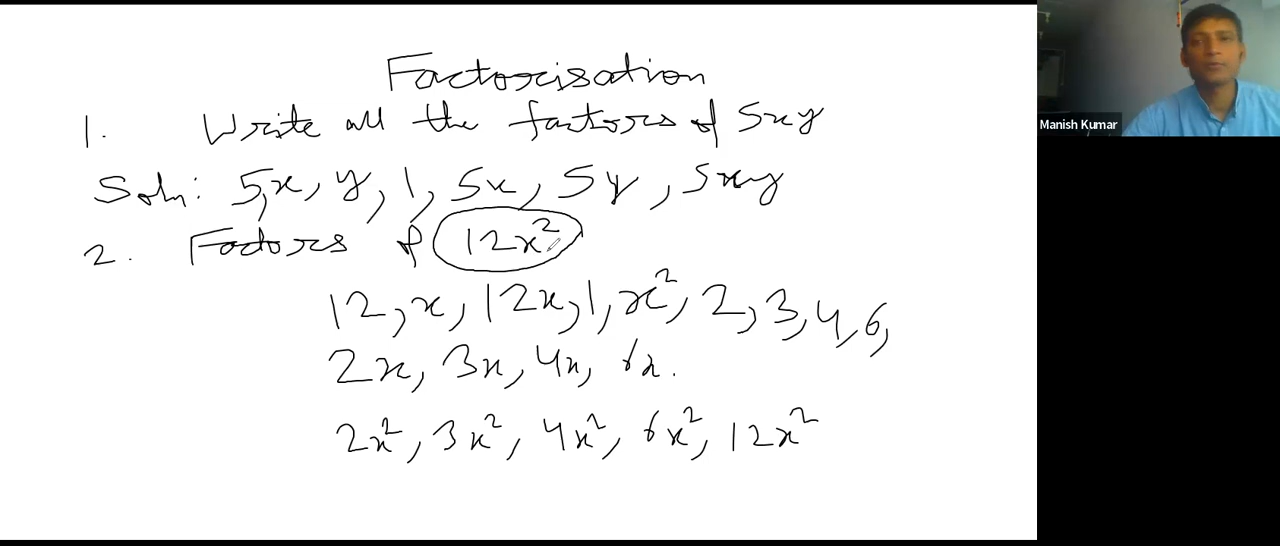 Factorisation
1. Write all the factors of 5xy
Soln: 5, x, y, 1, 5x, 5y, 5xy
2. Factors of 12x²
12, x, 12x, 1, x², 2, 3, 4, 6,
2x, 3x, 4x, 6x.
2x², 3x², 4x², 6x², 12x²
Manish Kumar